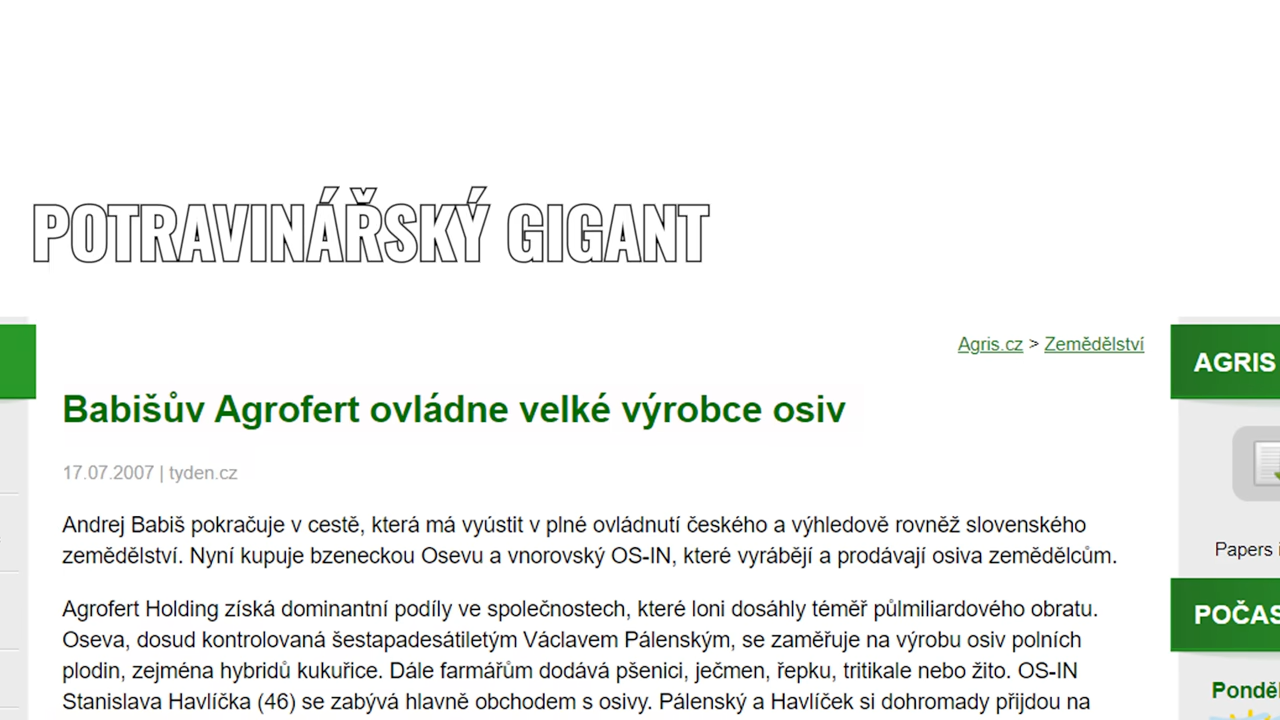 POTRAVINÁŘSKÝ GIGANT
Agris.cz > Zemědělství
AGRIS
Babišův Agrofert ovládne velké výrobce osiv
17.07.2007 | tyden.cz
Andrej Babiš pokračuje v cestě, která má vyústit v plné ovládnutí českého a výhledově rovněž slovenského
zemědělství. Nyní kupuje bzeneckou Osevu a vnorovský OS-IN, které vyrábějí a prodávají osiva zemědělcům.
Papers i
Agrofert Holding získá dominantní podíly ve společnostech, které loni dosáhly téměř půlmiliardového obratu.
Oseva, dosud kontrolovaná šestapadesátiletým Václavem Pálenským, se zaměřuje na výrobu osiv polních
plodin, zejména hybridů kukuřice. Dále farmářům dodává pšenici, ječmen, řepku, tritikale nebo žito. OS-IN
Stanislava Havlíčka (46) se zabývá hlavně obchodem s osivy. Pálenský a Havlíček si dohromady přijdou na
POČAS
Ponděl